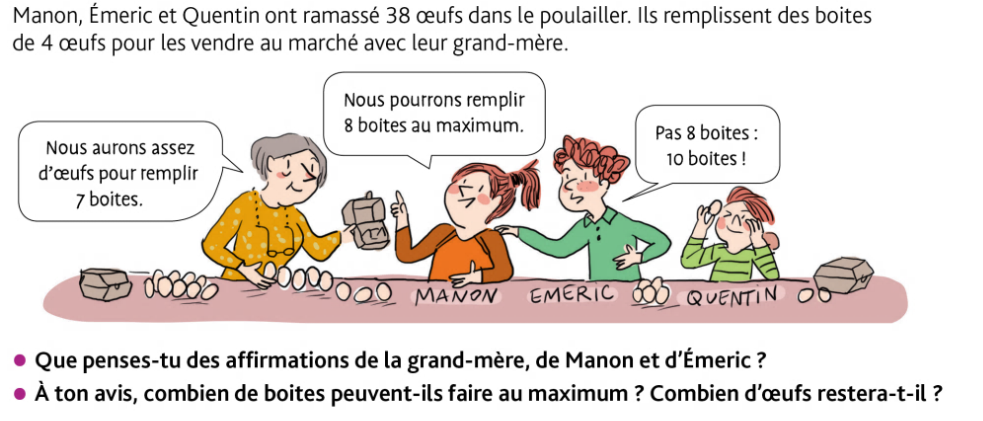 Manon, Émeric et Quentin ont ramassé 38 œufs dans le poulailler. Ils remplissent des boites
de 4 œufs pour les vendre au marché avec leur grand-mère.
Nous aurons assez
d'œufs pour remplir
7 boites.
Nous pourrons remplir
8 boites au maximum.
Pas 8 boites :
10 boites !
MANON
EMERIC
QUENTIN
• Que penses-tu des affirmations de la grand-mère, de Manon et d'Émeric ?
• À ton avis, combien de boites peuvent-ils faire au maximum ? Combien d'œufs restera-t-il ?